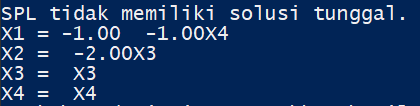 SPL tidak memiliki solusi tunggal.
X1 = -1.00  -1.00X4
X2 =  -2.00X3
X3 =  X3
X4 =  X4